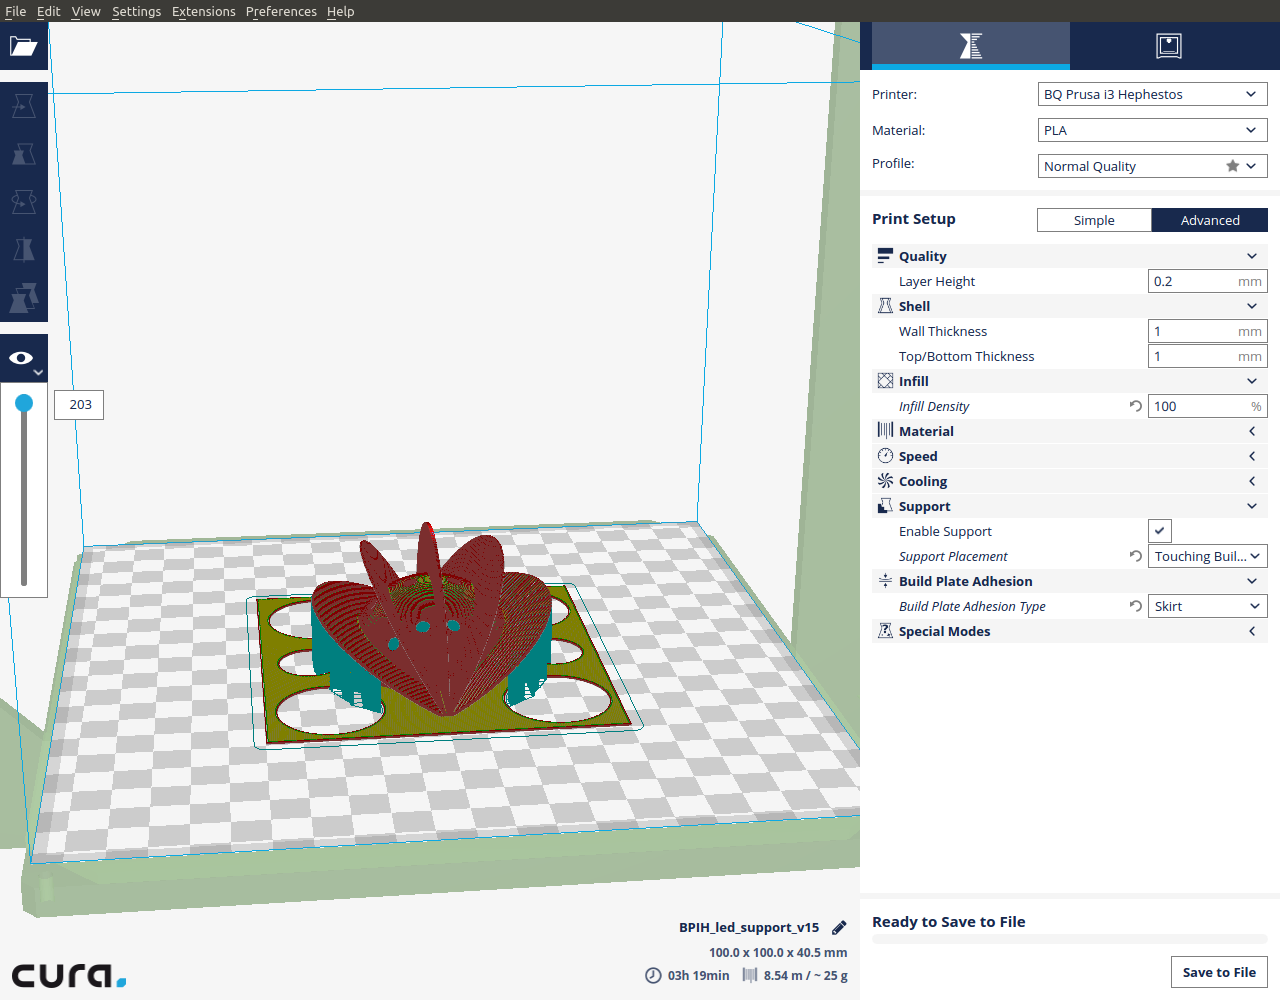 File Edit View Settings Extensions Preferences Help
Printer: BQ Prusa i3 Hephestos
Material: PLA
Profile: Normal Quality
Print Setup Simple Advanced
Quality
Layer Height 0.2 mm
Shell
Wall Thickness 1 mm
Top/Bottom Thickness 1 mm
Infill
Infill Density 100 %
Material
Speed
Cooling
Support
Enable Support
Support Placement Touching Buil...
Build Plate Adhesion
Build Plate Adhesion Type Skirt
Special Modes
203
BPIH_led_support_v15
100.0 x 100.0 x 40.5 mm
03h 19min 8.54 m / ~ 25 g
cura.
Ready to Save to File
Save to File